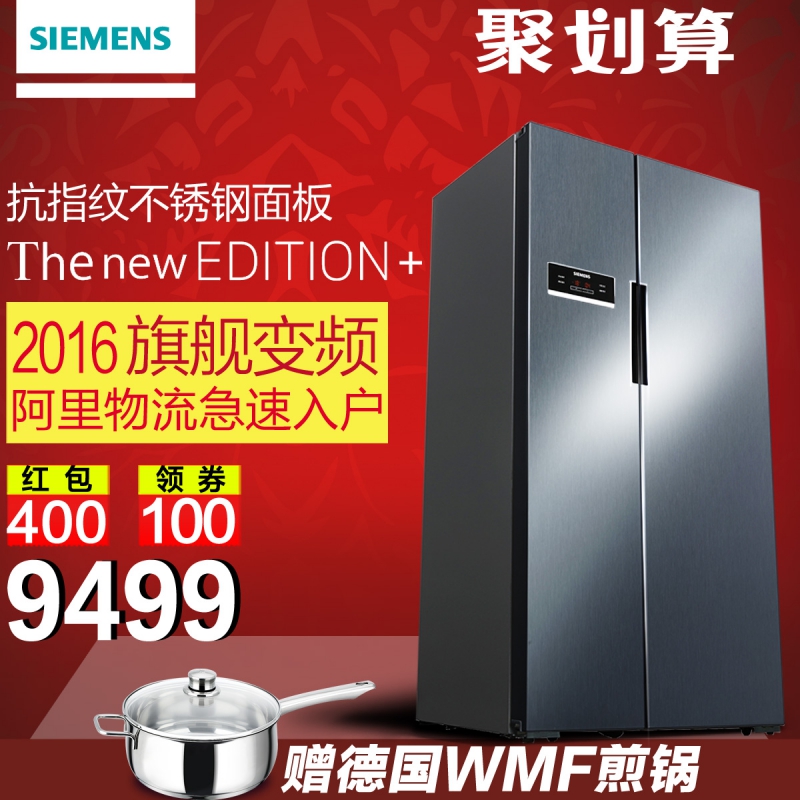 SIEMENS
聚划算
抗指纹不锈钢面板
The new EDITION +
2016 旗舰变频
阿里物流急速入户
红包 领券
400 100
9499
SIEMENS
赠德国WMF煎锅